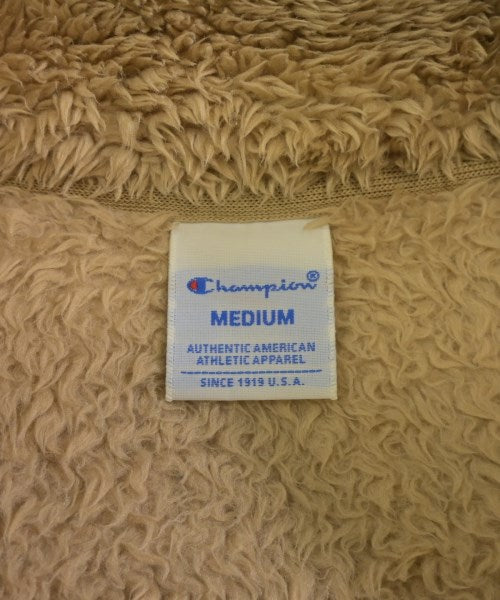 Champion®
MEDIUM
AUTHENTIC AMERICAN
ATHLETIC APPAREL
SINCE 1919 U.S.A.